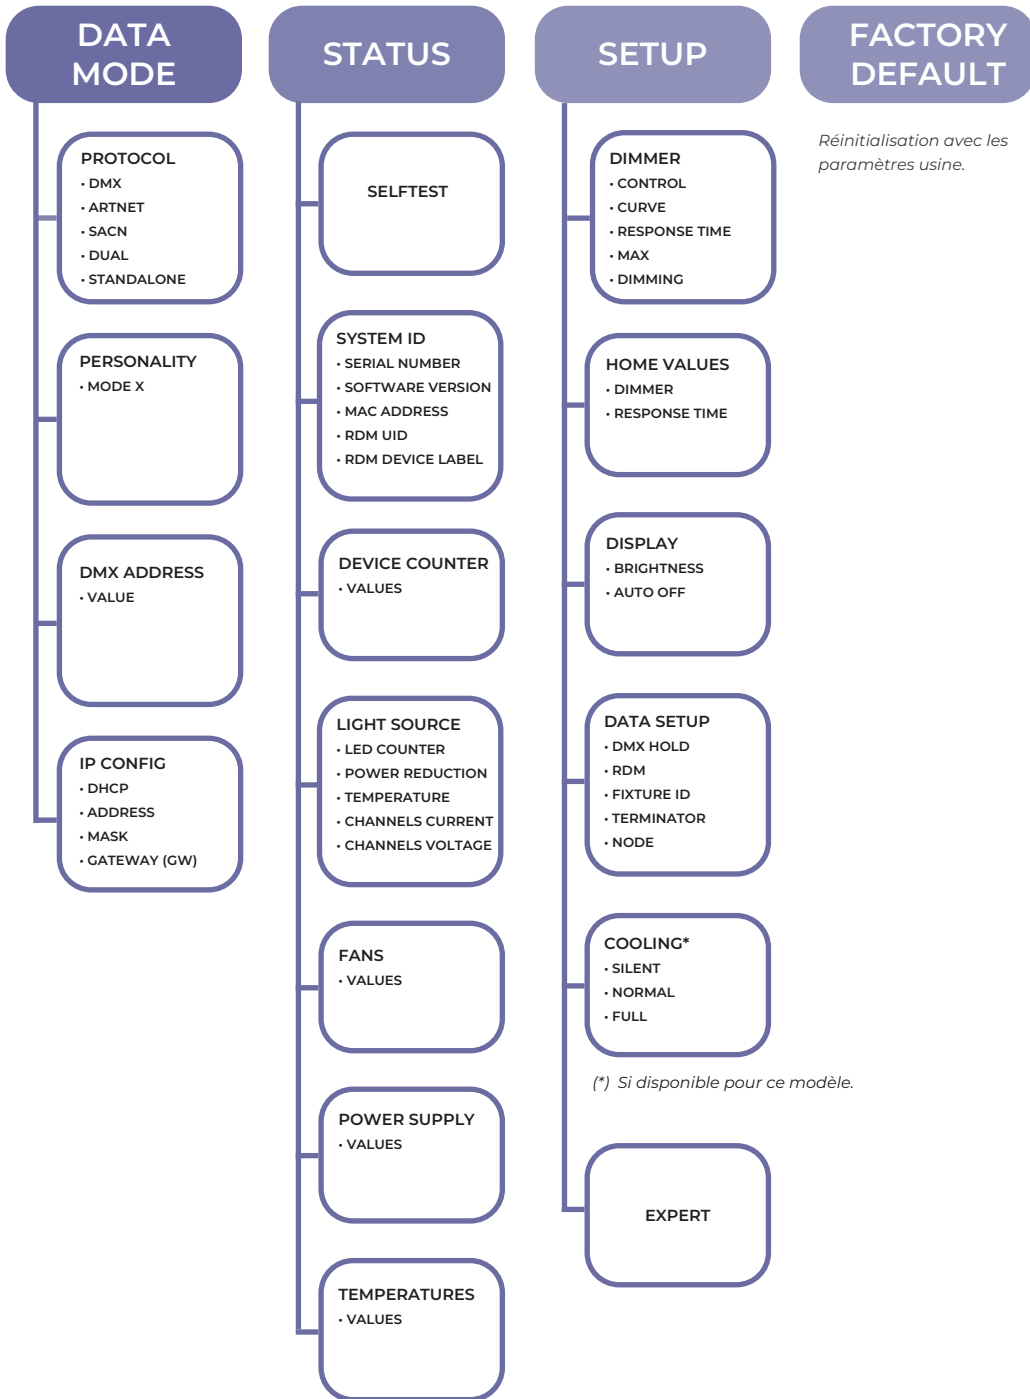 DATA
MODE
PROTOCOL
• DMX
• ARTNET
• SACN
• DUAL
• STANDALONE
PERSONALITY
• MODE X
DMX ADDRESS
• VALUE
IP CONFIG
• DHCP
• ADDRESS
• MASK
• GATEWAY (GW)
STATUS
SELFTEST
SYSTEM ID
• SERIAL NUMBER
• SOFTWARE VERSION
• MAC ADDRESS
• RDM UID
• RDM DEVICE LABEL
DEVICE COUNTER
• VALUES
LIGHT SOURCE
• LED COUNTER
• POWER REDUCTION
• TEMPERATURE
• CHANNELS CURRENT
• CHANNELS VOLTAGE
FANS
• VALUES
POWER SUPPLY
• VALUES
TEMPERATURES
• VALUES
SETUP
DIMMER
• CONTROL
• CURVE
• RESPONSE TIME
• MAX
• DIMMING
HOME VALUES
• DIMMER
• RESPONSE TIME
DISPLAY
• BRIGHTNESS
• AUTO OFF
DATA SETUP
• DMX HOLD
• RDM
• FIXTURE ID
• TERMINATOR
• NODE
COOLING*
• SILENT
• NORMAL
• FULL
(*) Si disponible pour ce modèle.
EXPERT
FACTORY
DEFAULT
Réinitialisation avec les
paramètres usine.